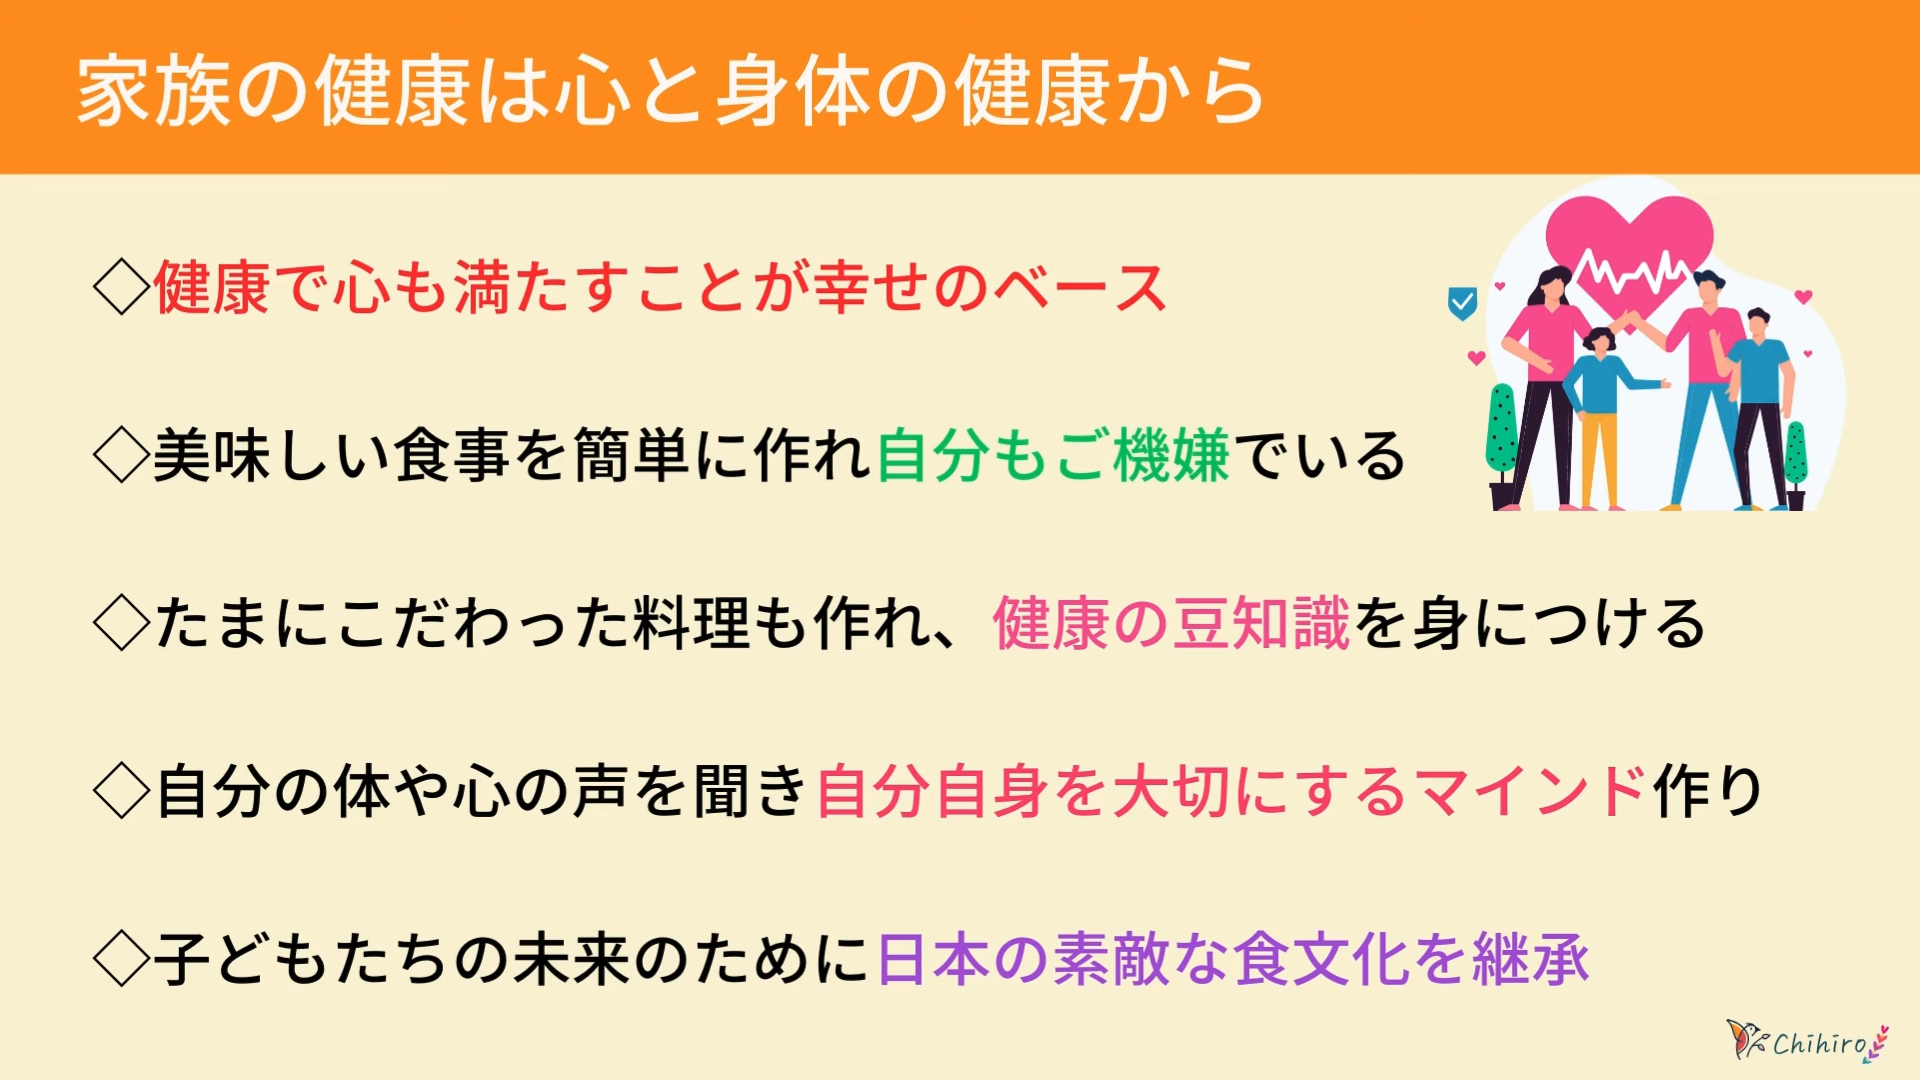 家族の健康は心と身体の健康から
◇健康で心も満たすことが幸せのベース
◇美味しい食事を簡単に作れ自分もご機嫌でいる
◇たまにこだわった料理も作れ、健康の豆知識を身につける
◇自分の体や心の声を聞き自分自身を大切にするマインド作り
◇子どもたちの未来のために日本の素敵な食文化を継承
Chihiro